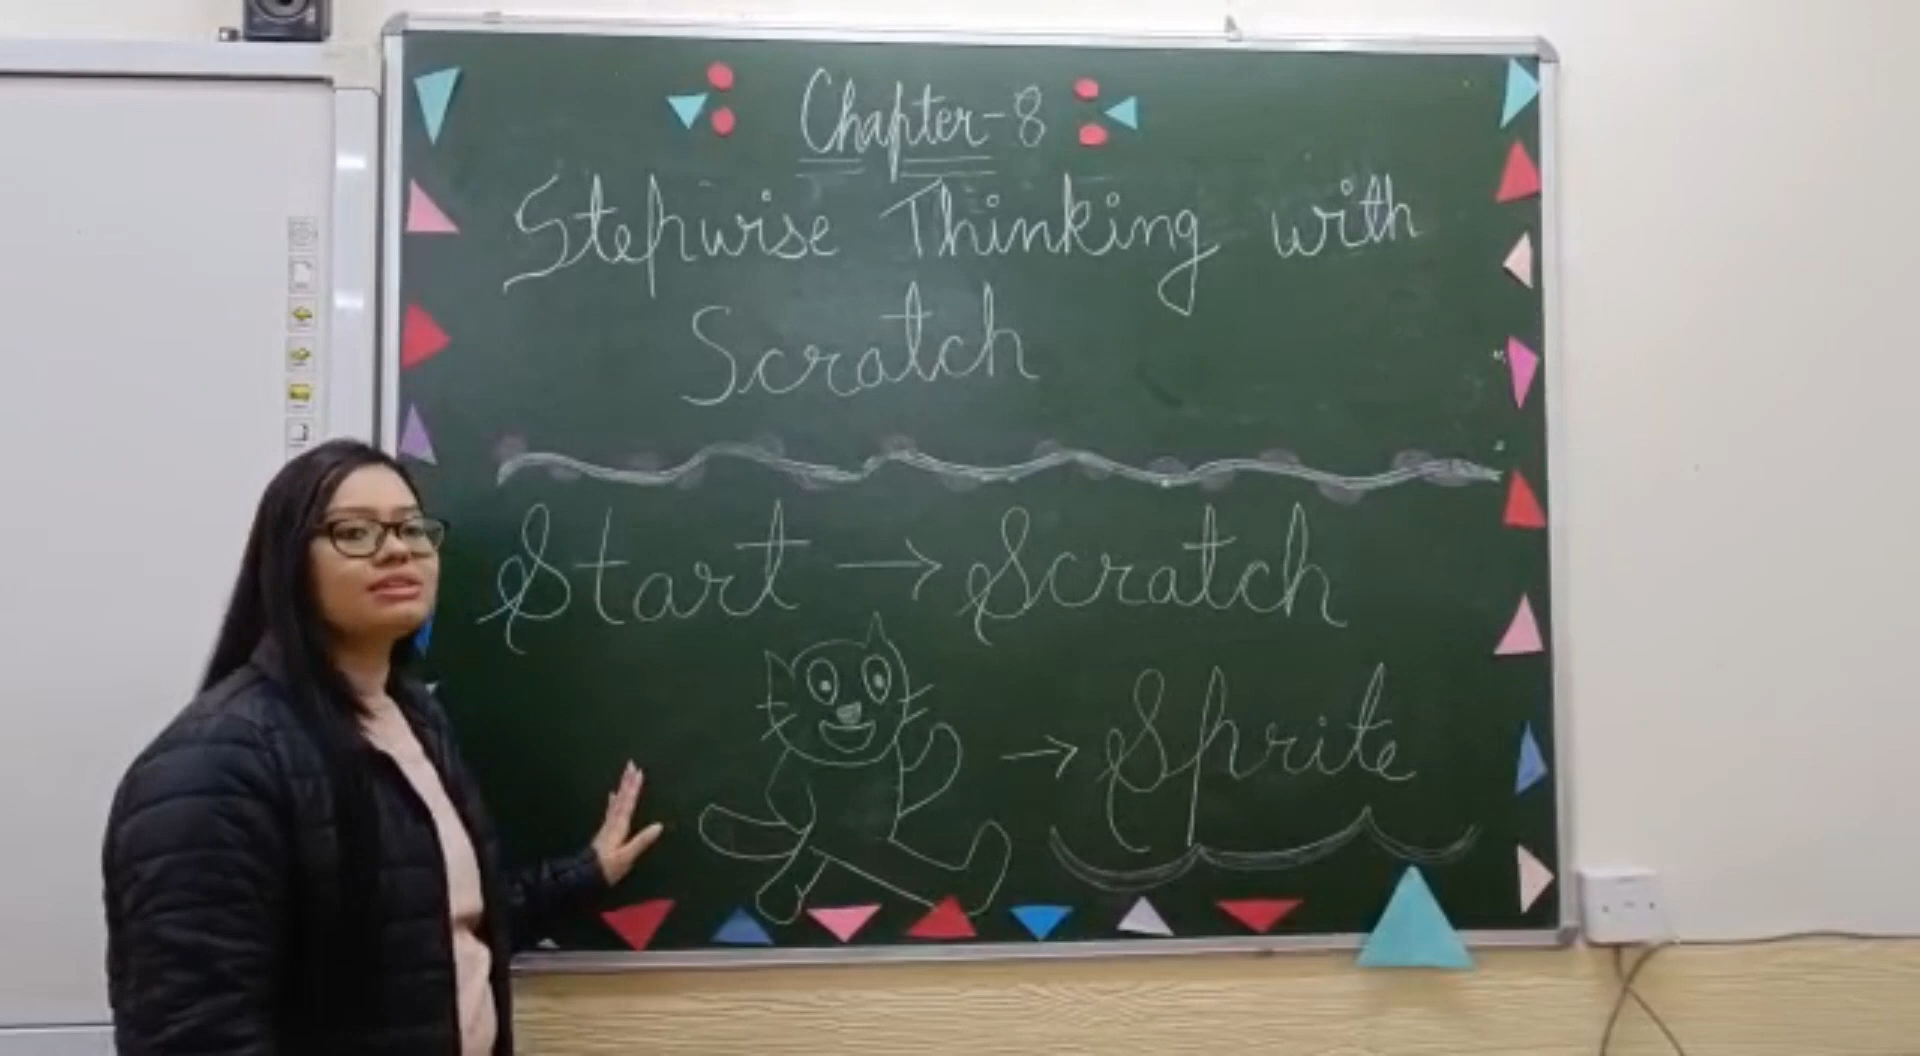 Chapter-8
Stepwise Thinking with
Scratch
Start → Scratch
→ Sprite